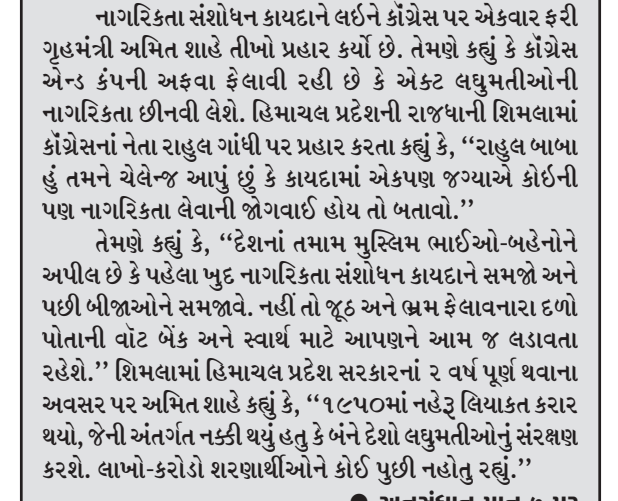 નાગરિકતા સંશોધન કાયદાને લઇને કૉંગ્રેસ પર એકવાર ફરી
ગૃહમંત્રી અમિત શાહે તીખો પ્રહાર કર્યો છે. તેમણે કહ્યું કે કૉંગ્રેસ
એન્ડ કંપની અફવા ફેલાવી રહી છે કે એક્ટ લઘુમતીઓની
નાગરિકતા છીનવી લેશે. હિમાચલ પ્રદેશની રાજધાની શિમલામાં
કૉંગ્રેસનાં નેતા રાહુલ ગાંધી પર પ્રહાર કરતા કહ્યું કે, ‘‘રાહુલ બાબા
હું તમને ચેલેન્જ આપું છું કે કાયદામાં એકપણ જગ્યાએ કોઇની
પણ નાગરિકતા લેવાની જોગવાઈ હોય તો બતાવો.’’
તેમણે કહ્યું કે, ‘‘દેશનાં તમામ મુસ્લિમ ભાઈઓ-બહેનોને
અપીલ છે કે પહેલા ખુદ નાગરિકતા સંશોધન કાયદાને સમજો અને
પછી બીજાઓને સમજાવે. નહીં તો જૂઠ અને ભ્રમ ફેલાવનારા દળો
પોતાની વૉટ બેંક અને સ્વાર્થ માટે આપણને આમ જ લડાવતા
રહેશે.’’ શિમલામાં હિમાચલ પ્રદેશ સરકારનાં ૨ વર્ષ પૂર્ણ થવાના
અવસર પર અમિત શાહે કહ્યું કે, ‘‘૧૯૫૦માં નહેરૂ લિયાકત કરાર
થયો, જેની અંતર્ગત નક્કી થયું હતુ કે બંને દેશો લઘુમતીઓનું સંરક્ષણ
કરશે. લાખો-કરોડો શરણાર્થીઓને કોઈ પુછી નહોતુ રહ્યું.’’